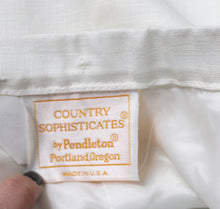 COUNTRY
SOPHISTICATES®
by Pendleton®
Portland, Oregon
MADE IN U.S.A.